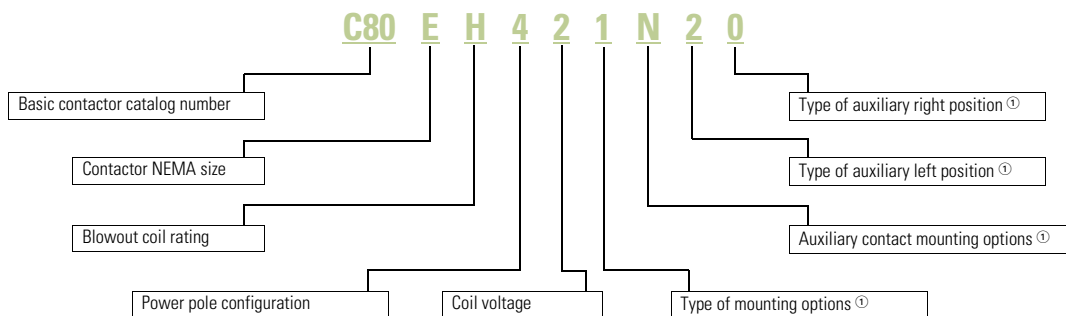 C80 E H 4 2 1 N 2 0
Basic contactor catalog number
Type of auxiliary right position ①
Contactor NEMA size
Type of auxiliary left position ①
Blowout coil rating
Auxiliary contact mounting options ①
Power pole configuration
Coil voltage
Type of mounting options ①